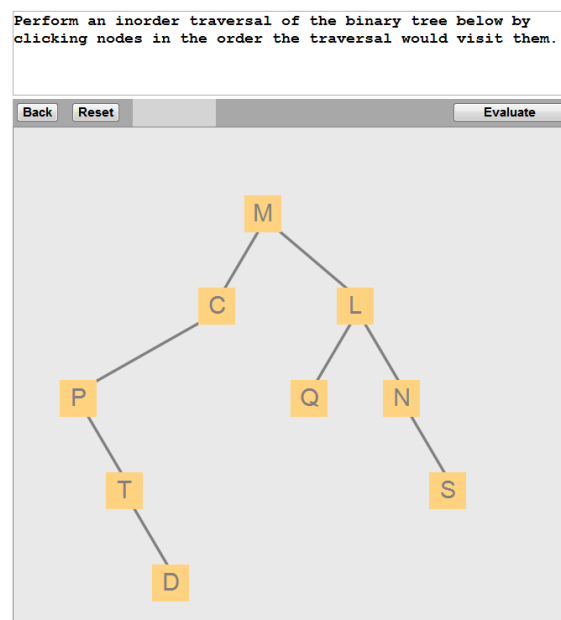 Perform an inorder traversal of the binary tree below by
clicking nodes in the order the traversal would visit them.
Back Reset Evaluate
M
C L
P Q N
T S
D